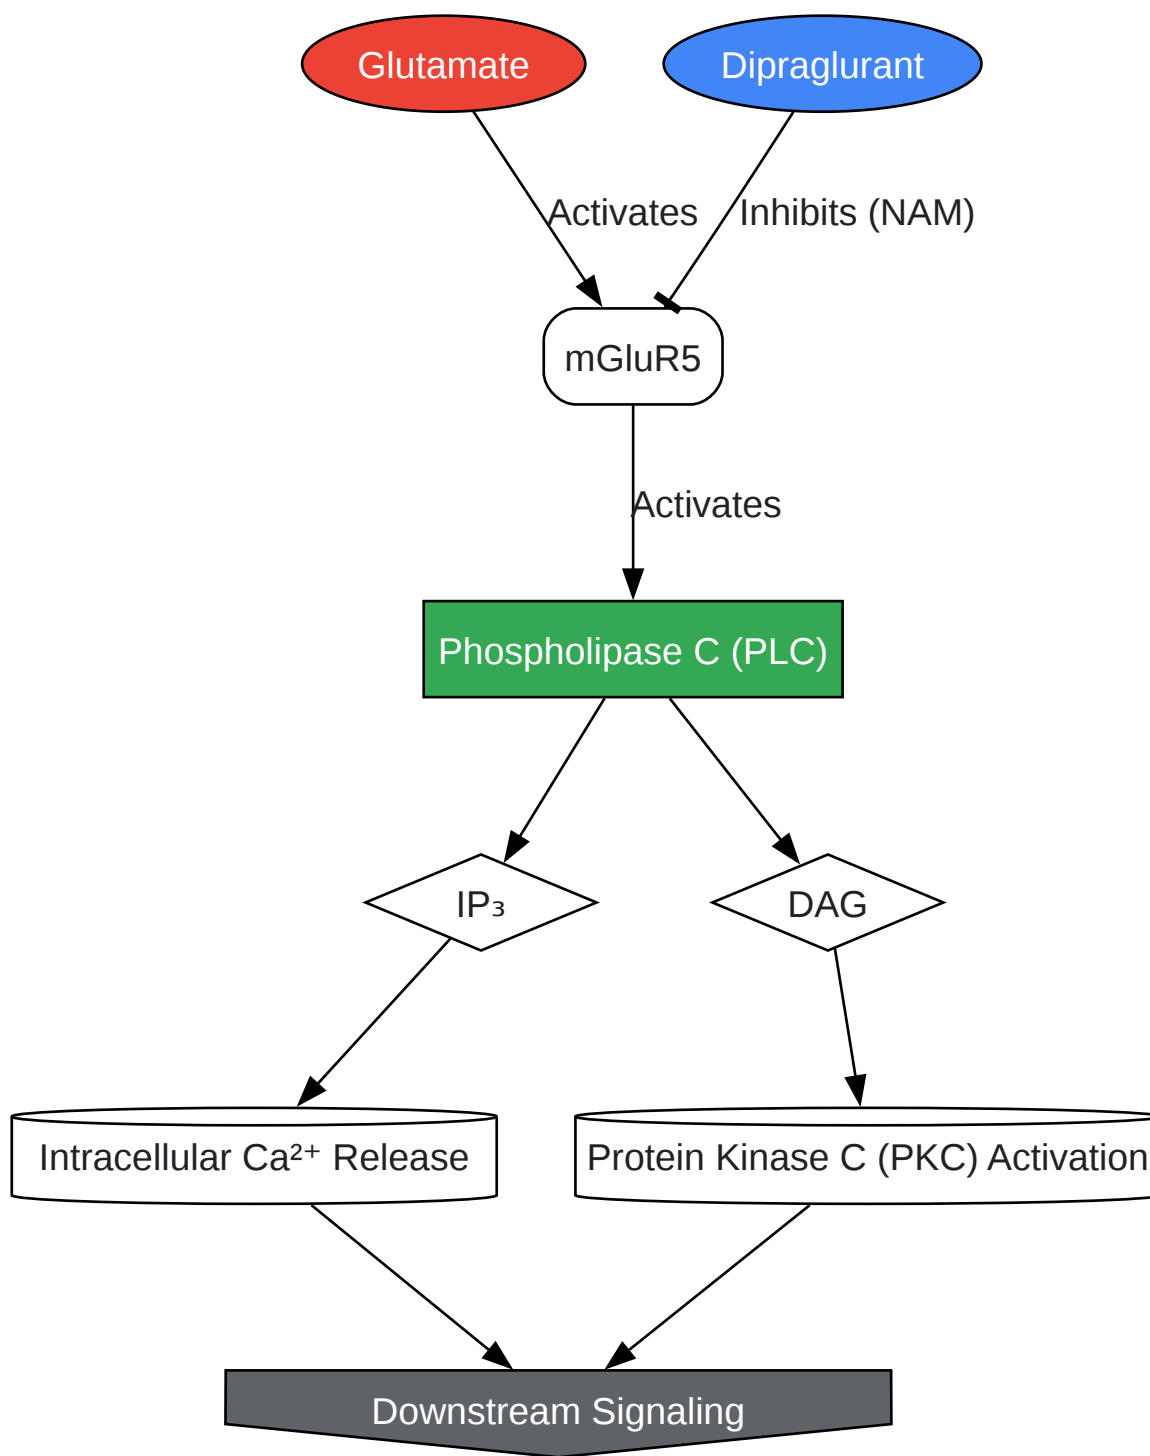 Glutamate
Dipraglurant
Activates
Inhibits (NAM)
mGluR5
Activates
Phospholipase C (PLC)
IP₃
DAG
Intracellular Ca²⁺ Release
Protein Kinase C (PKC) Activation
Downstream Signaling